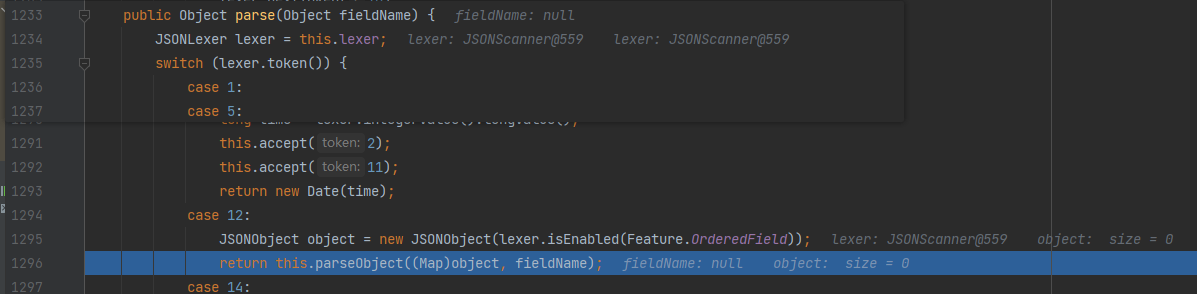 1233 public Object parse(Object fieldName) { fieldName: null
1234 JSONLexer lexer = this.lexer; lexer: JSONScanner@559 lexer: JSONScanner@559
1235 switch (lexer.token()) {
1236 case 1:
1237 case 5:
1291 this.accept( token: 2);
1292 this.accept( token: 11);
1293 return new Date(time);
1294 case 12:
1295 JSONObject object = new JSONObject(lexer.isEnabled(Feature.OrderedField)); lexer: JSONScanner@559 object: size = 0
1296 return this.parseObject((Map)object, fieldName); fieldName: null object: size = 0
1297 case 14: